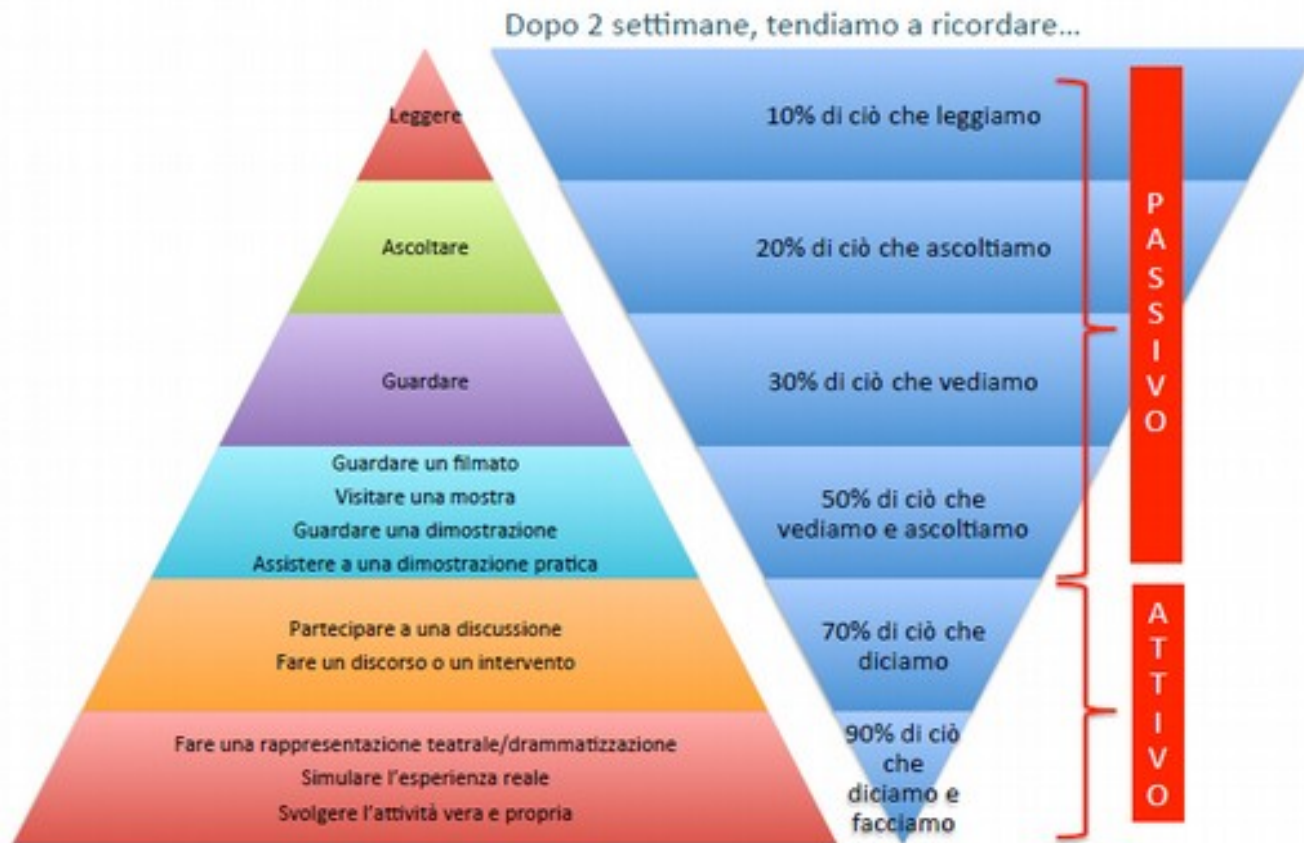 Dopo 2 settimane, tendiamo a ricordare...
Leggere
10% di ciò che leggiamo
Ascoltare
20% di ciò che ascoltiamo
Guardare
30% di ciò che vediamo
Guardare un filmato
Visitare una mostra
Guardare una dimostrazione
Assistere a una dimostrazione pratica
50% di ciò che
vediamo e ascoltiamo
Partecipare a una discussione
Fare un discorso o un intervento
70% di ciò che
diciamo
Fare una rappresentazione teatrale/drammatizzazione
Simulare l'esperienza reale
Svolgere l'attività vera e propria
90% di ciò
che
diciamo e
facciamo
PASSIVO
ATTIVO